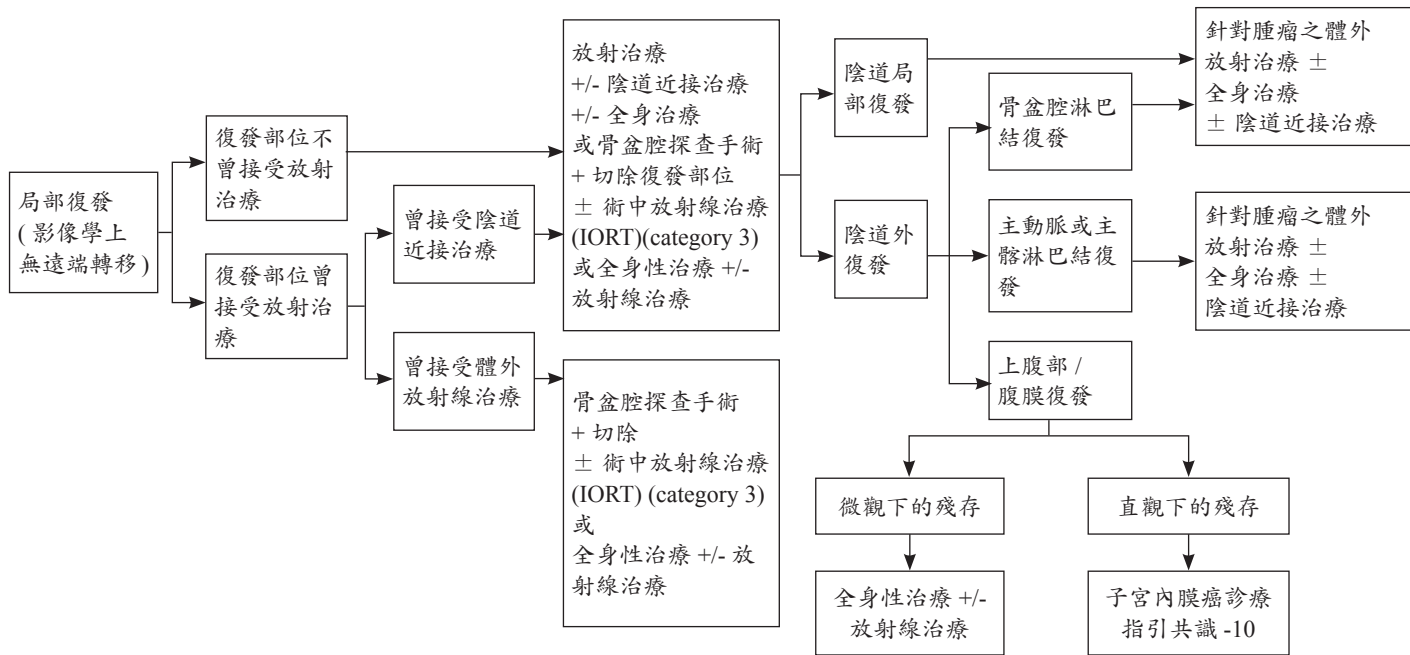 局部復發
( 影像學上
無遠端轉移 )
復發部位不
曾接受放射
治療
復發部位曾
接受放射治
療
曾接受陰道
近接治療
曾接受體外
放射線治療
放射治療
+/- 陰道近接治療
+/- 全身治療
或骨盆腔探查手術
+ 切除復發部位
± 術中放射線治療
(IORT)(category 3)
或全身性治療 +/-
放射線治療
骨盆腔探查手術
+ 切除
± 術中放射線治療
(IORT) (category 3)
或
全身性治療 +/- 放
射線治療
陰道局
部復發
陰道外
復發
骨盆腔淋巴
結復發
主動脈或主
髂淋巴結復
發
上腹部 /
腹膜復發
針對腫瘤之體外
放射治療 ±
全身治療
± 陰道近接治療
針對腫瘤之體外
放射治療 ±
全身治療 ±
陰道近接治療
微觀下的殘存
直觀下的殘存
全身性治療 +/-
放射線治療
子宮內膜癌診療
指引共識 -10